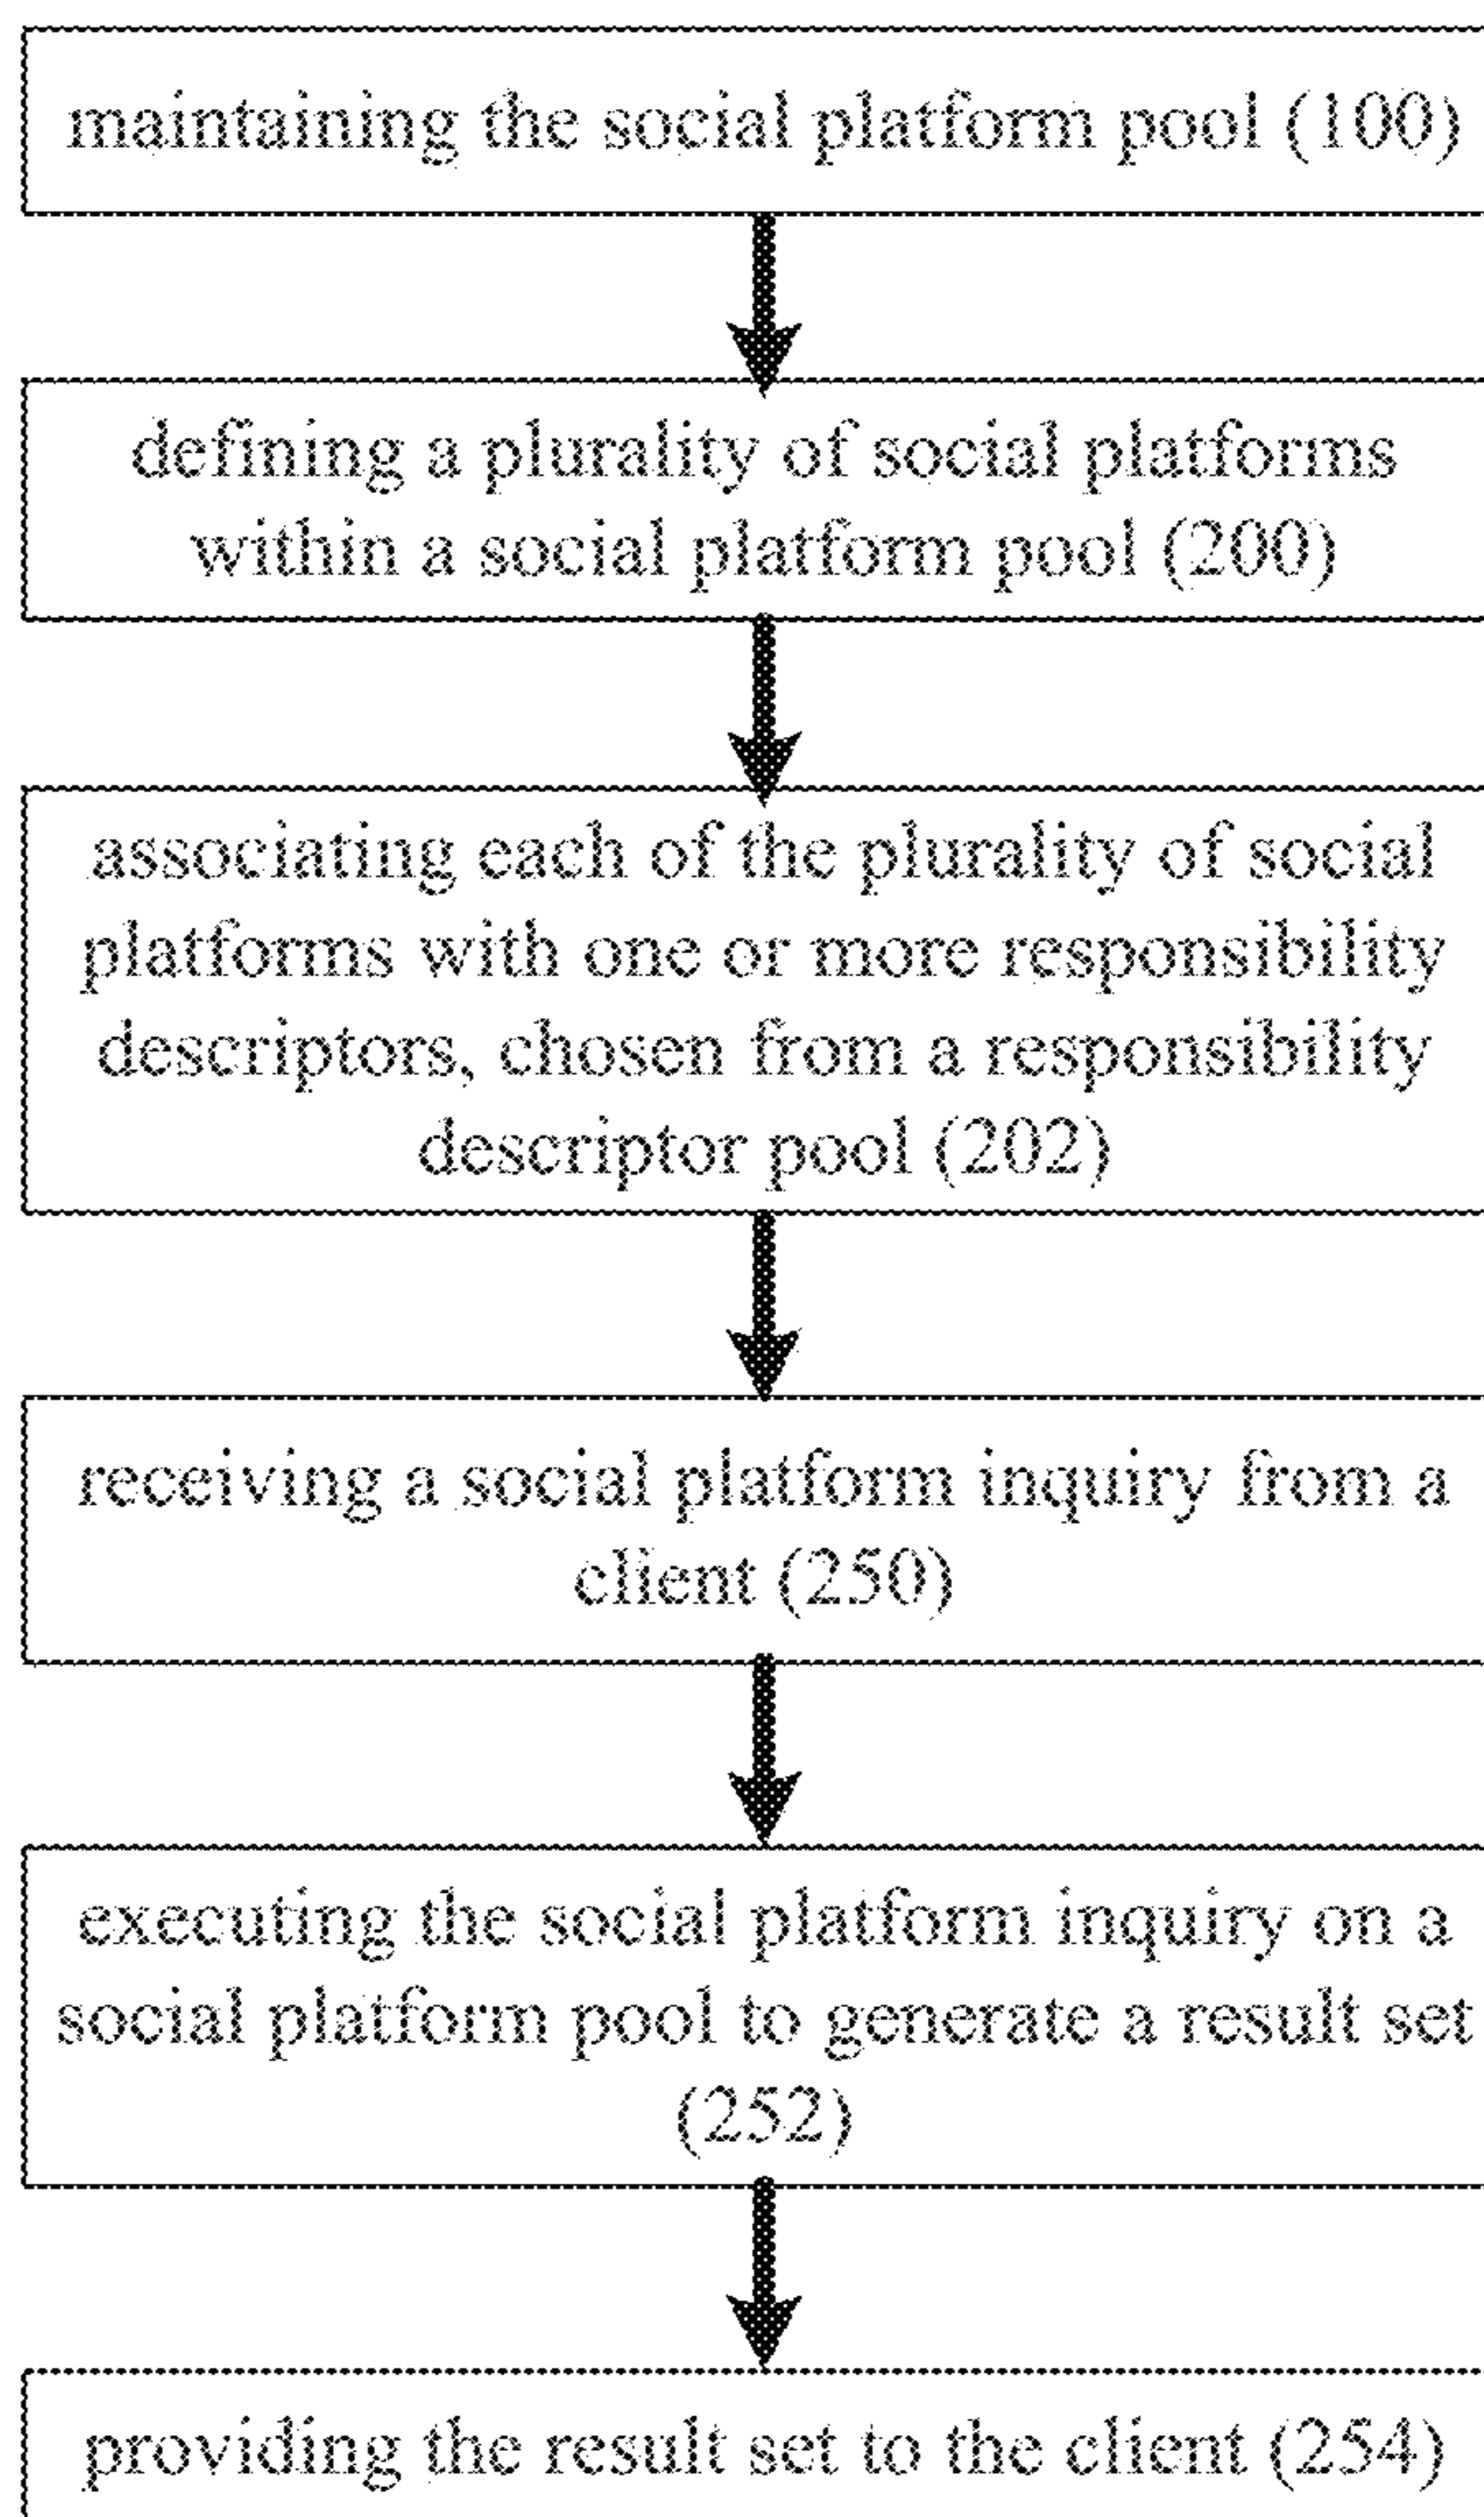 maintaining the social platform pool (100)
defining a plurality of social platforms
within a social platform pool (200)
associating each of the plurality of social
platforms with one or more responsibility
descriptors, chosen from a responsibility
descriptor pool (202)
receiving a social platform inquiry from a
client (250)
executing the social platform inquiry on a
social platform pool to generate a result set
(252)
providing the result set to the client (254)